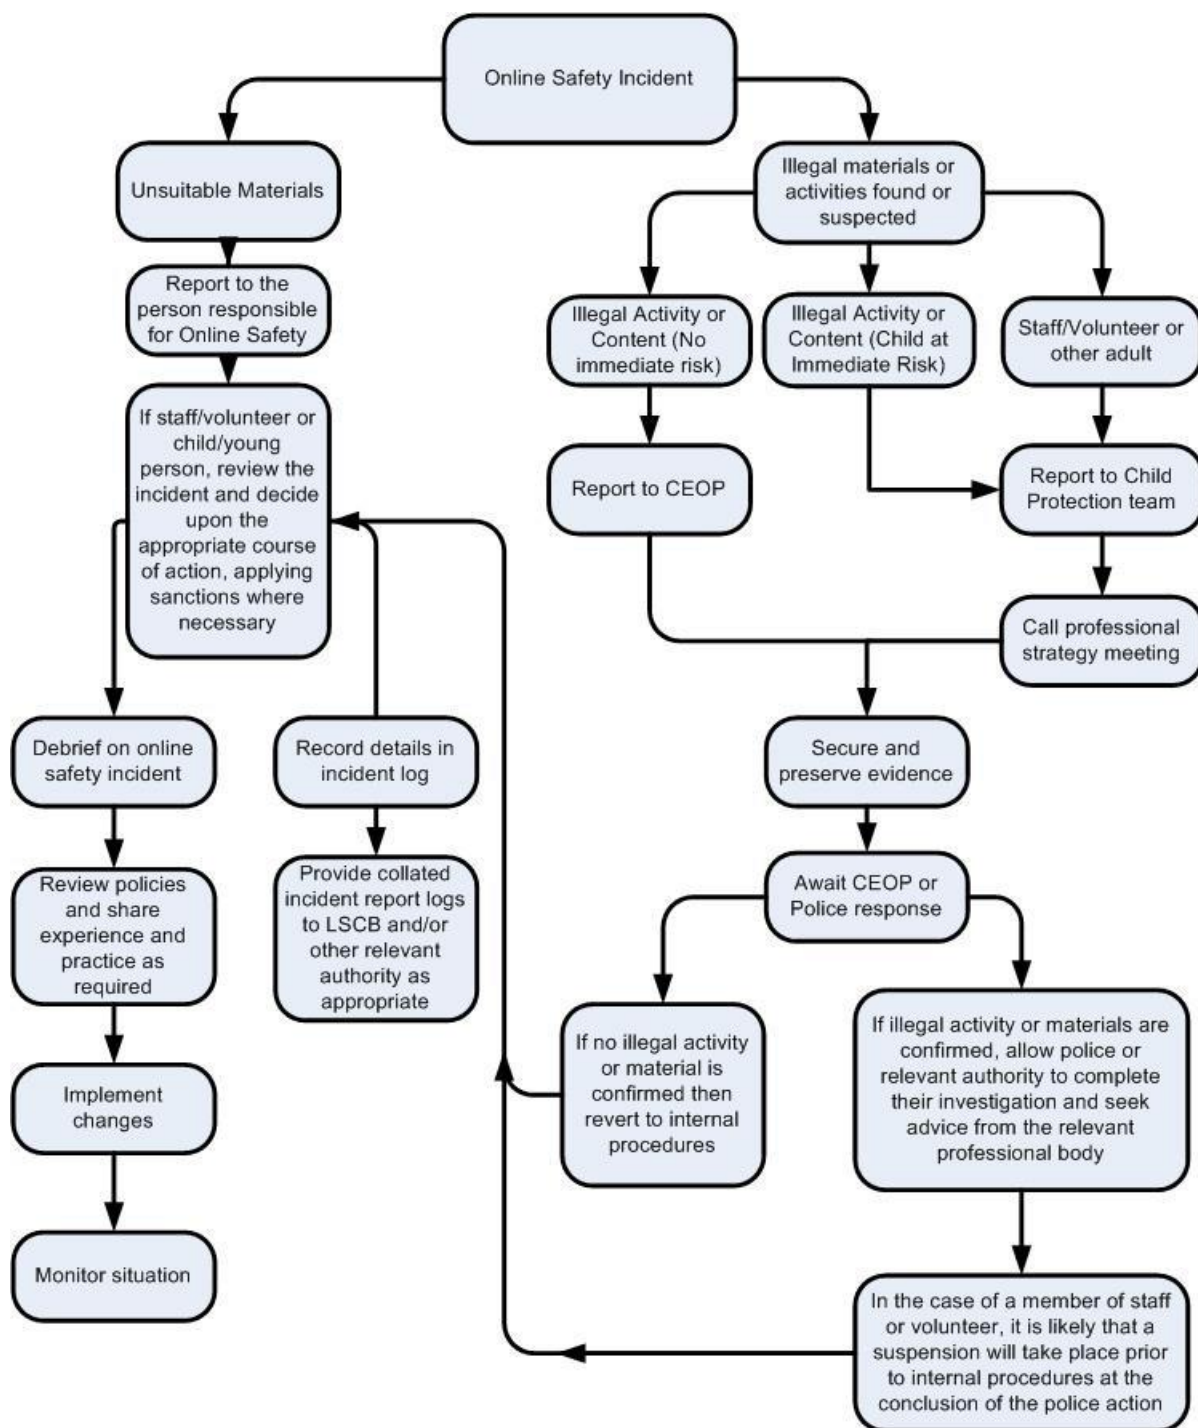 Online Safety Incident
Unsuitable Materials
Report to the
person responsible
for Online Safety
If staff/volunteer or
child/young
person, review the
incident and decide
upon the
appropriate course
of action, applying
sanctions where
necessary
Debrief on online
safety incident
Review policies
and share
experience and
practice as
required
Implement
changes
Monitor situation
Record details in
incident log
Provide collated
incident report logs
to LSCB and/or
other relevant
authority as
appropriate
Illegal materials or
activities found or
suspected
Illegal Activity or
Content (No
immediate risk)
Illegal Activity or
Content (Child at
Immediate Risk)
Staff/Volunteer or
other adult
Report to CEOP
Report to Child
Protection team
Call professional
strategy meeting
Secure and
preserve evidence
Await CEOP or
Police response
If no illegal activity
or material is
confirmed then
revert to internal
procedures
If illegal activity or materials are
confirmed, allow police or
relevant authority to complete
their investigation and seek
advice from the relevant
professional body
In the case of a member of staff
or volunteer, it is likely that a
suspension will take place prior
to internal procedures at the
conclusion of the police action